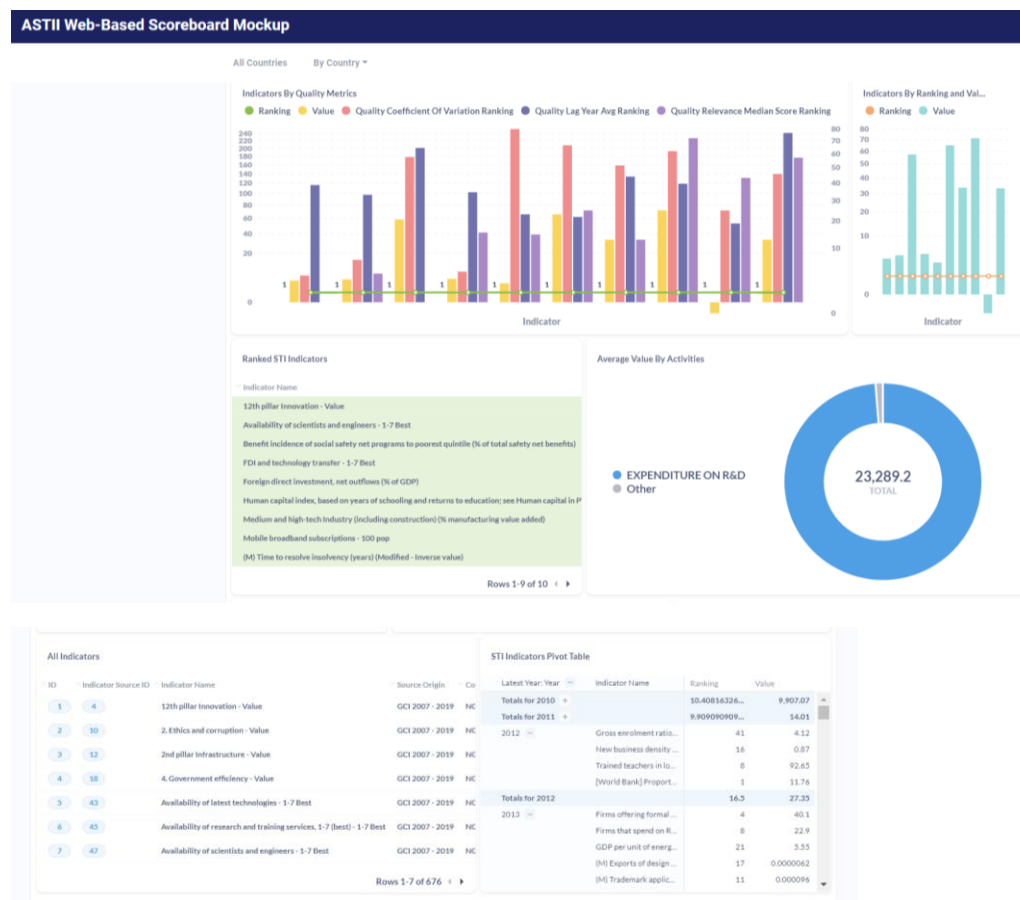 ASTII Web-Based Scoreboard Mockup
All Countries By Country
Indicators By Quality Metrics
Ranking Value Quality Coefficient Of Variation Ranking Quality Lag Year Avg Ranking Quality Relevance Median Score Ranking
240
220
200
180
160
140
120
100
80
60
40
20
0
1 1 1 1 1 1 1 1 1 1
80
70
60
50
40
30
20
10
0
Indicator
Indicators By Ranking and Val...
Ranking Value
80
70
60
50
40
30
20
10
0
Indicator
Ranked STI Indicators
Indicator Name
12th pillar Innovation - Value
Availability of scientists and engineers - 1-7 Best
Benefit incidence of social safety net programs to poorest quintile (% of total safety net benefits)
FDI and technology transfer - 1-7 Best
Foreign direct investment, net outflows (% of GDP)
Human capital index, based on years of schooling and returns to education; see Human capital in P
Medium and high-tech Industry (including construction) (% manufacturing value added)
Mobile broadband subscriptions - 100 pop
(M) Time to resolve insolvency (years) (Modified - Inverse value)
Rows 1-9 of 10
Average Value By Activities
EXPENDITURE ON R&D
Other
23,289.2
TOTAL
All Indicators
ID Indicator Source ID Indicator Name Source Origin Co
1 4 12th pillar Innovation - Value GCI 2007 - 2019 NC
2 10 2. Ethics and corruption - Value GCI 2007 - 2019 NC
3 12 2nd pillar Infrastructure - Value GCI 2007 - 2019 NC
4 18 4. Government efficiency - Value GCI 2007 - 2019 NC
5 43 Availability of latest technologies - 1-7 Best GCI 2007 - 2019 NC
6 45 Availability of research and training services, 1-7 (best) - 1-7 Best GCI 2007 - 2019 NC
7 47 Availability of scientists and engineers - 1-7 Best GCI 2007 - 2019 NC
Rows 1-7 of 676
STI Indicators Pivot Table
Latest Year: Year Indicator Name Ranking Value
Totals for 2010 + 10.40816326... 9,907.07
Totals for 2011 + 9.909090909... 14.01
2012 Gross enrolment ratio... 41 4.12
New business density ... 16 0.87
Trained teachers in lo... 8 92.65
[World Bank] Proport... 1 11.76
Totals for 2012 16.5 27.35
2013 Firms offering formal ... 4 40.1
Firms that spend on R... 8 22.9
GDP per unit of energ... 21 5.55
(M) Exports of design ... 17 0.0000062
(M) Trademark applic... 11 0.000096